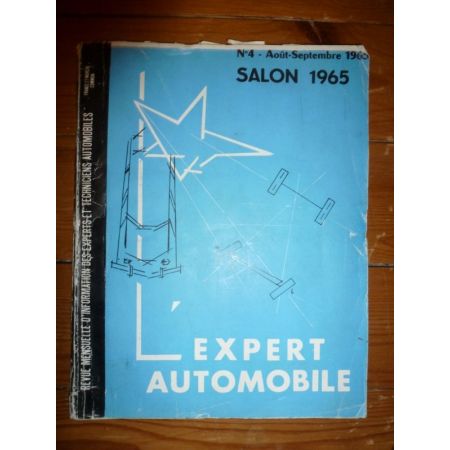 N°4 - Août-Septembre 1965
SALON 1965
L'EXPERT
AUTOMOBILE
REVUE MENSUELLE D'INFORMATION DES EXPERTS ET TECHNICIENS AUTOMOBILES